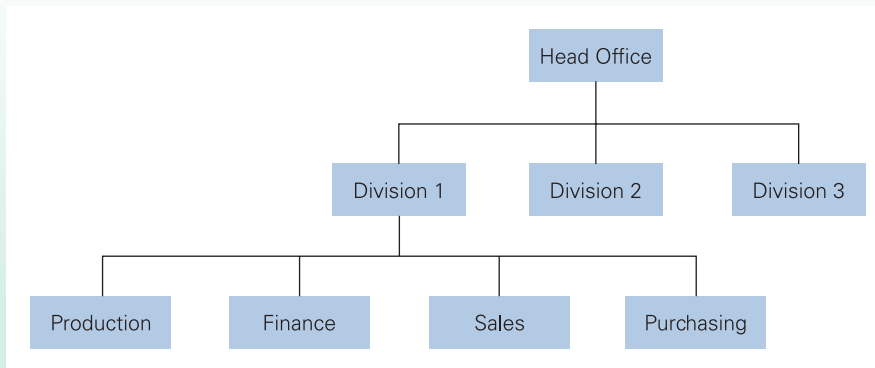 Head Office
Division 1
Division 2
Division 3
Production
Finance
Sales
Purchasing